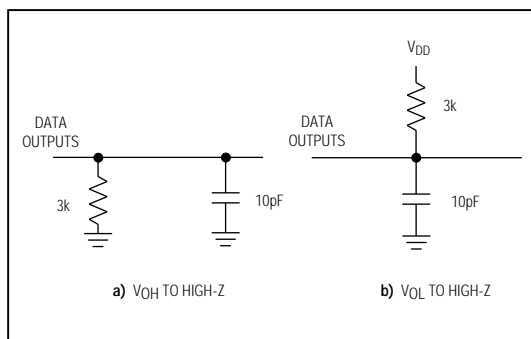 DATA
OUTPUTS
3k
10pF
a) VOH TO HIGH-Z
VDD
3k
DATA
OUTPUTS
10pF
b) VOL TO HIGH-Z